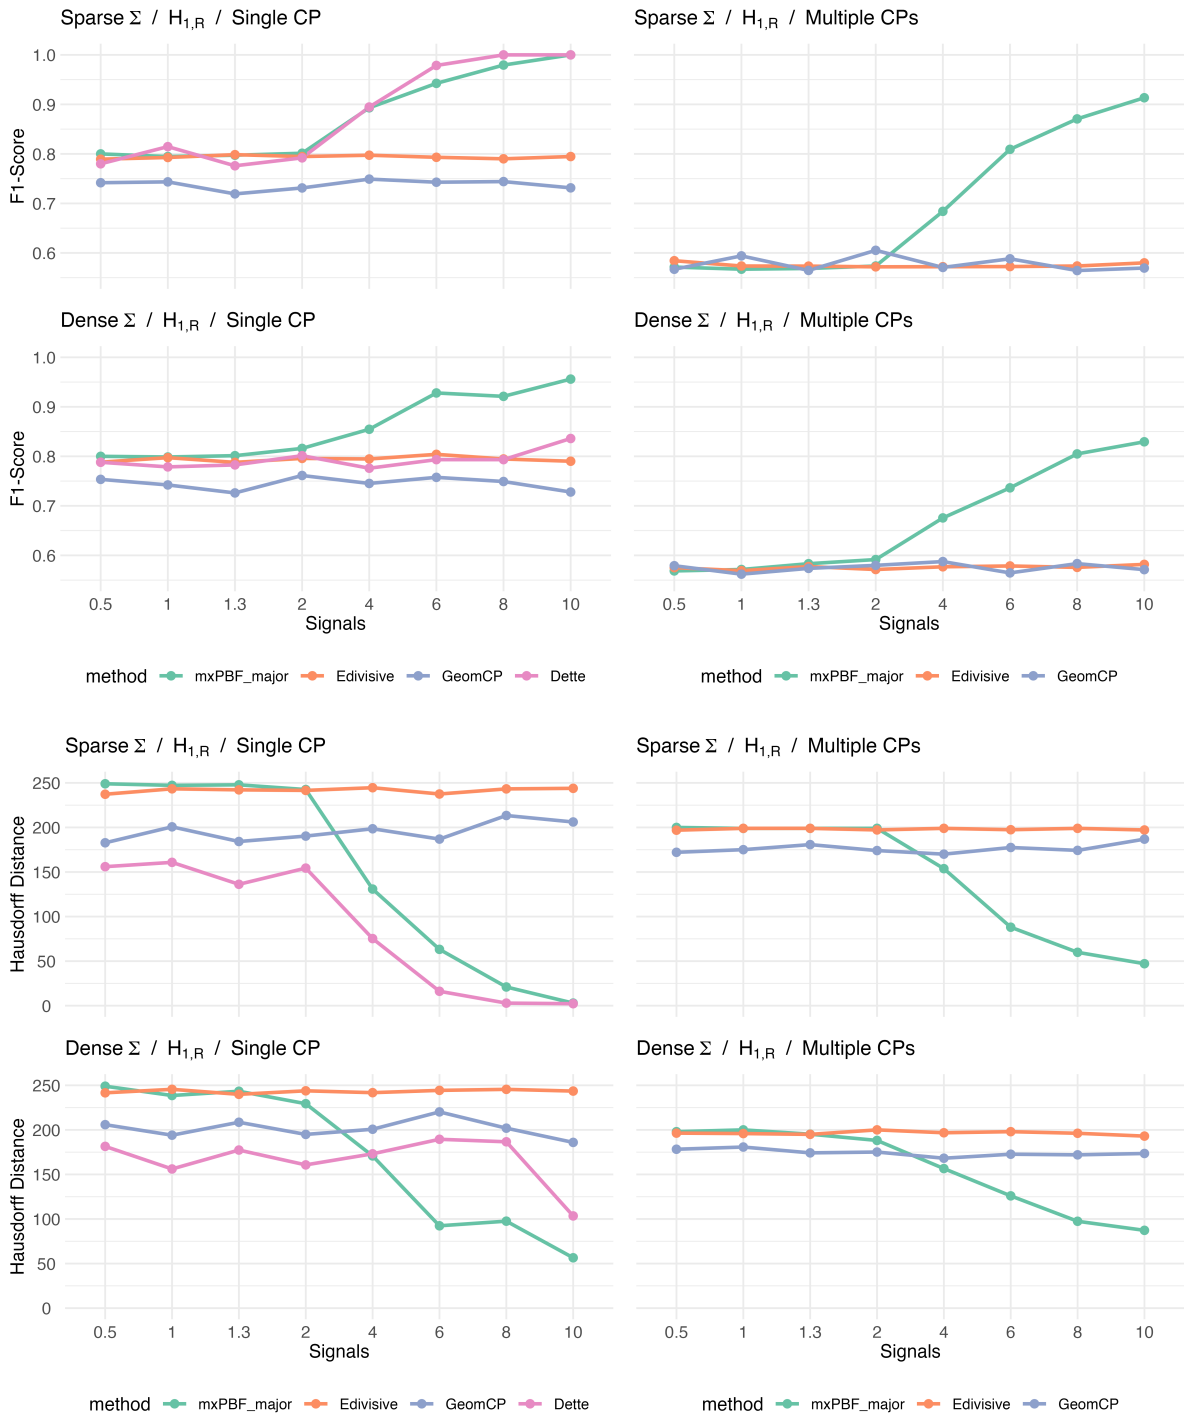 Sparse Σ / H1,R / Single CP
Sparse Σ / H1,R / Multiple CPs
F1-Score
1.0
0.9
0.8
0.7
0.6
Dense Σ / H1,R / Single CP
Dense Σ / H1,R / Multiple CPs
F1-Score
1.0
0.9
0.8
0.7
0.6
0.5 1 1.3 2 4 6 8 10
0.5 1 1.3 2 4 6 8 10
Signals
Signals
method mxPBF_major Edivisive GeomCP Dette
method mxPBF_major Edivisive GeomCP
Sparse Σ / H1,R / Single CP
Sparse Σ / H1,R / Multiple CPs
Hausdorff Distance
250
200
150
100
50
0
Dense Σ / H1,R / Single CP
Dense Σ / H1,R / Multiple CPs
Hausdorff Distance
250
200
150
100
50
0
0.5 1 1.3 2 4 6 8 10
0.5 1 1.3 2 4 6 8 10
Signals
Signals
method mxPBF_major Edivisive GeomCP Dette
method mxPBF_major Edivisive GeomCP